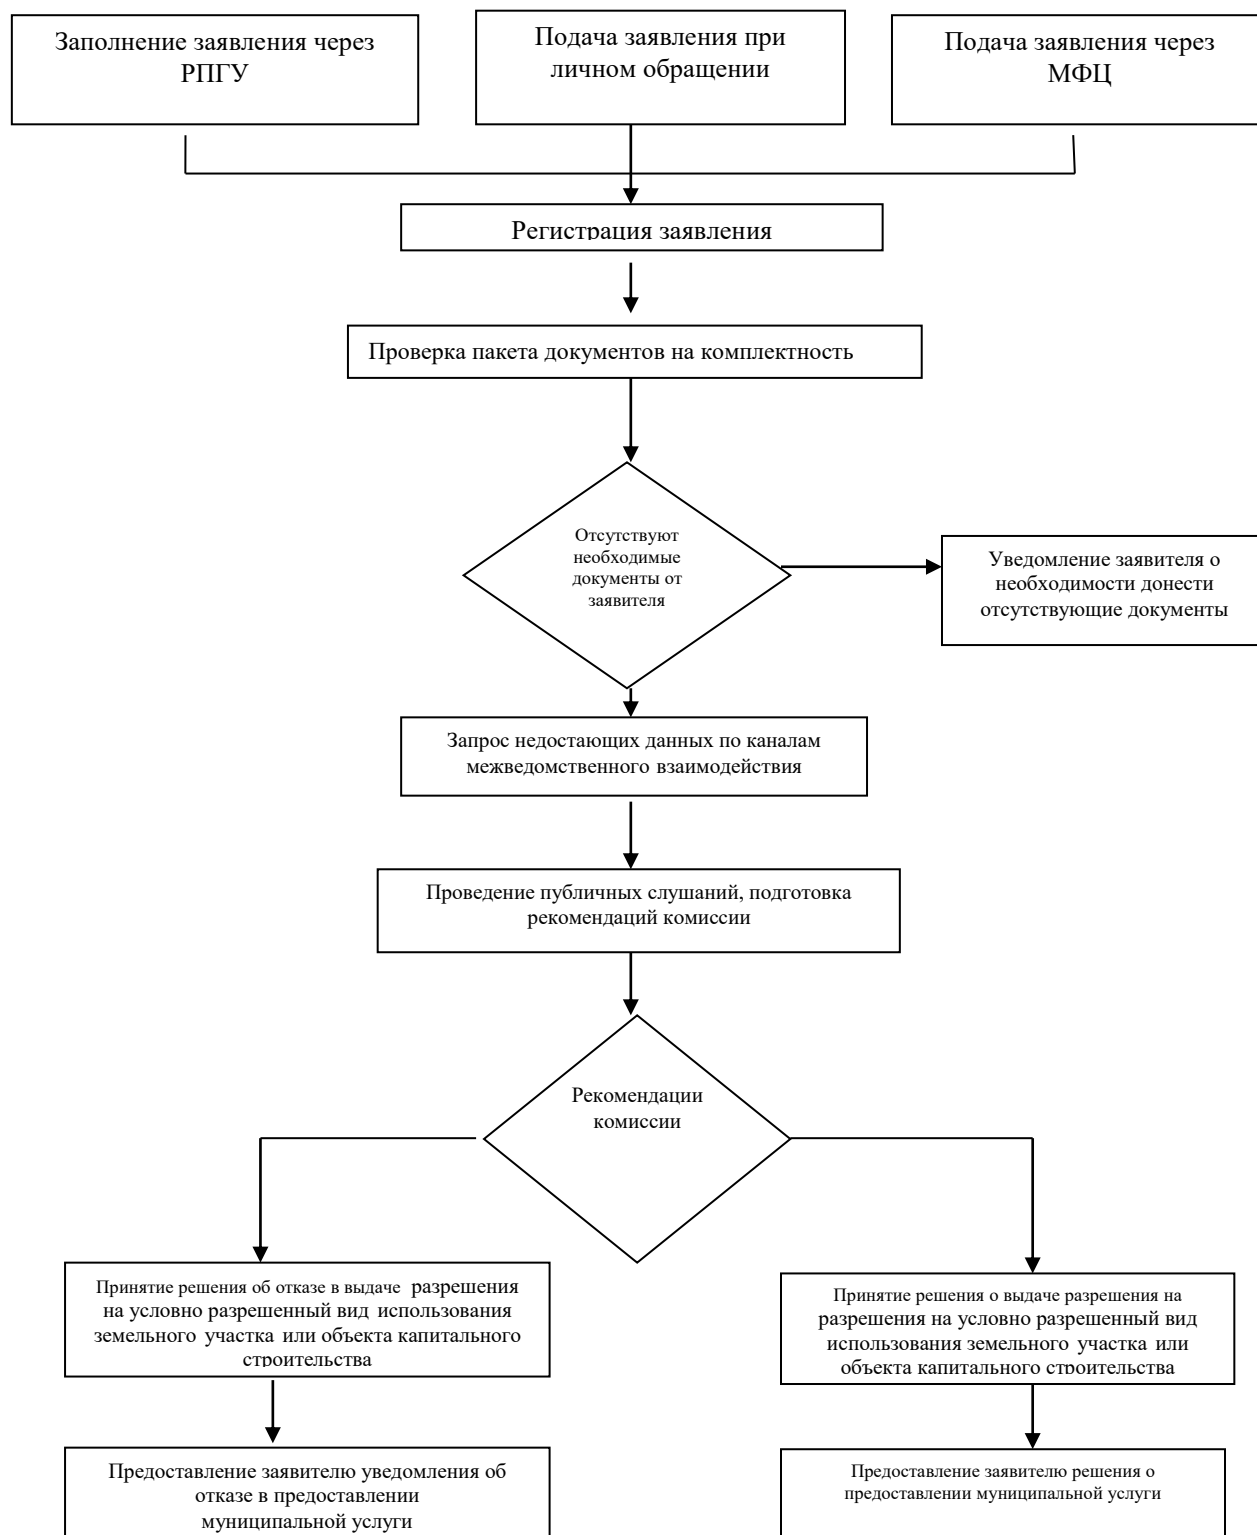 Заполнение заявления через
РПГУ
Подача заявления при
личном обращении
Подача заявления через
МФЦ
Регистрация заявления
Проверка пакета документов на комплектность
Отсутствуют
необходимые
документы от
заявителя
Уведомление заявителя о
необходимости донести
отсутствующие документы
Запрос недостающих данных по каналам
межведомственного взаимодействия
Проведение публичных слушаний, подготовка
рекомендаций комиссии
Рекомендации
комиссии
Принятие решения об отказе в выдаче разрешения
на условно разрешенный вид использования
земельного участка или объекта капитального
строительства
Принятие решения о выдаче разрешения на
разрешения на условно разрешенный вид
использования земельного участка или
объекта капитального строительства
Предоставление заявителю уведомления об
отказе в предоставлении
муниципальной услуги
Предоставление заявителю решения о
предоставлении муниципальной услуги